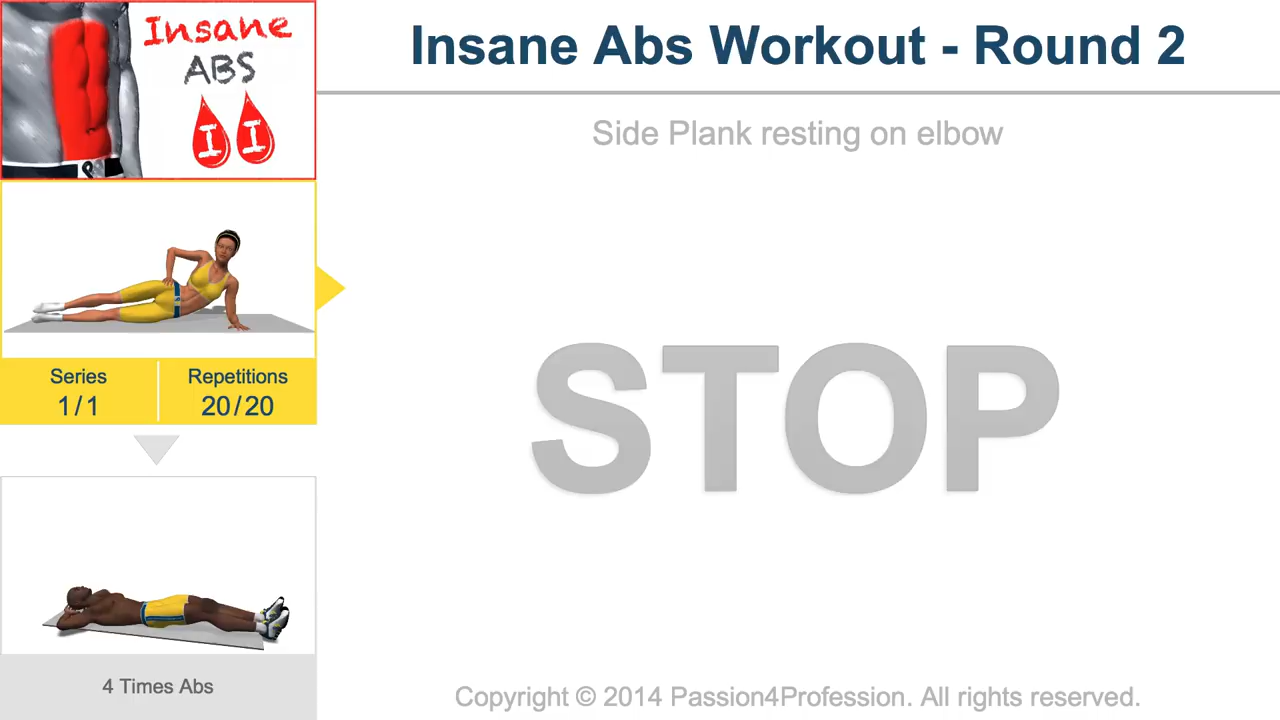 Insane
ABS
I I
Insane Abs Workout - Round 2
Side Plank resting on elbow
Series
1/1
Repetitions
20/20
STOP
4 Times Abs
Copyright © 2014 Passion4Profession. All rights reserved.